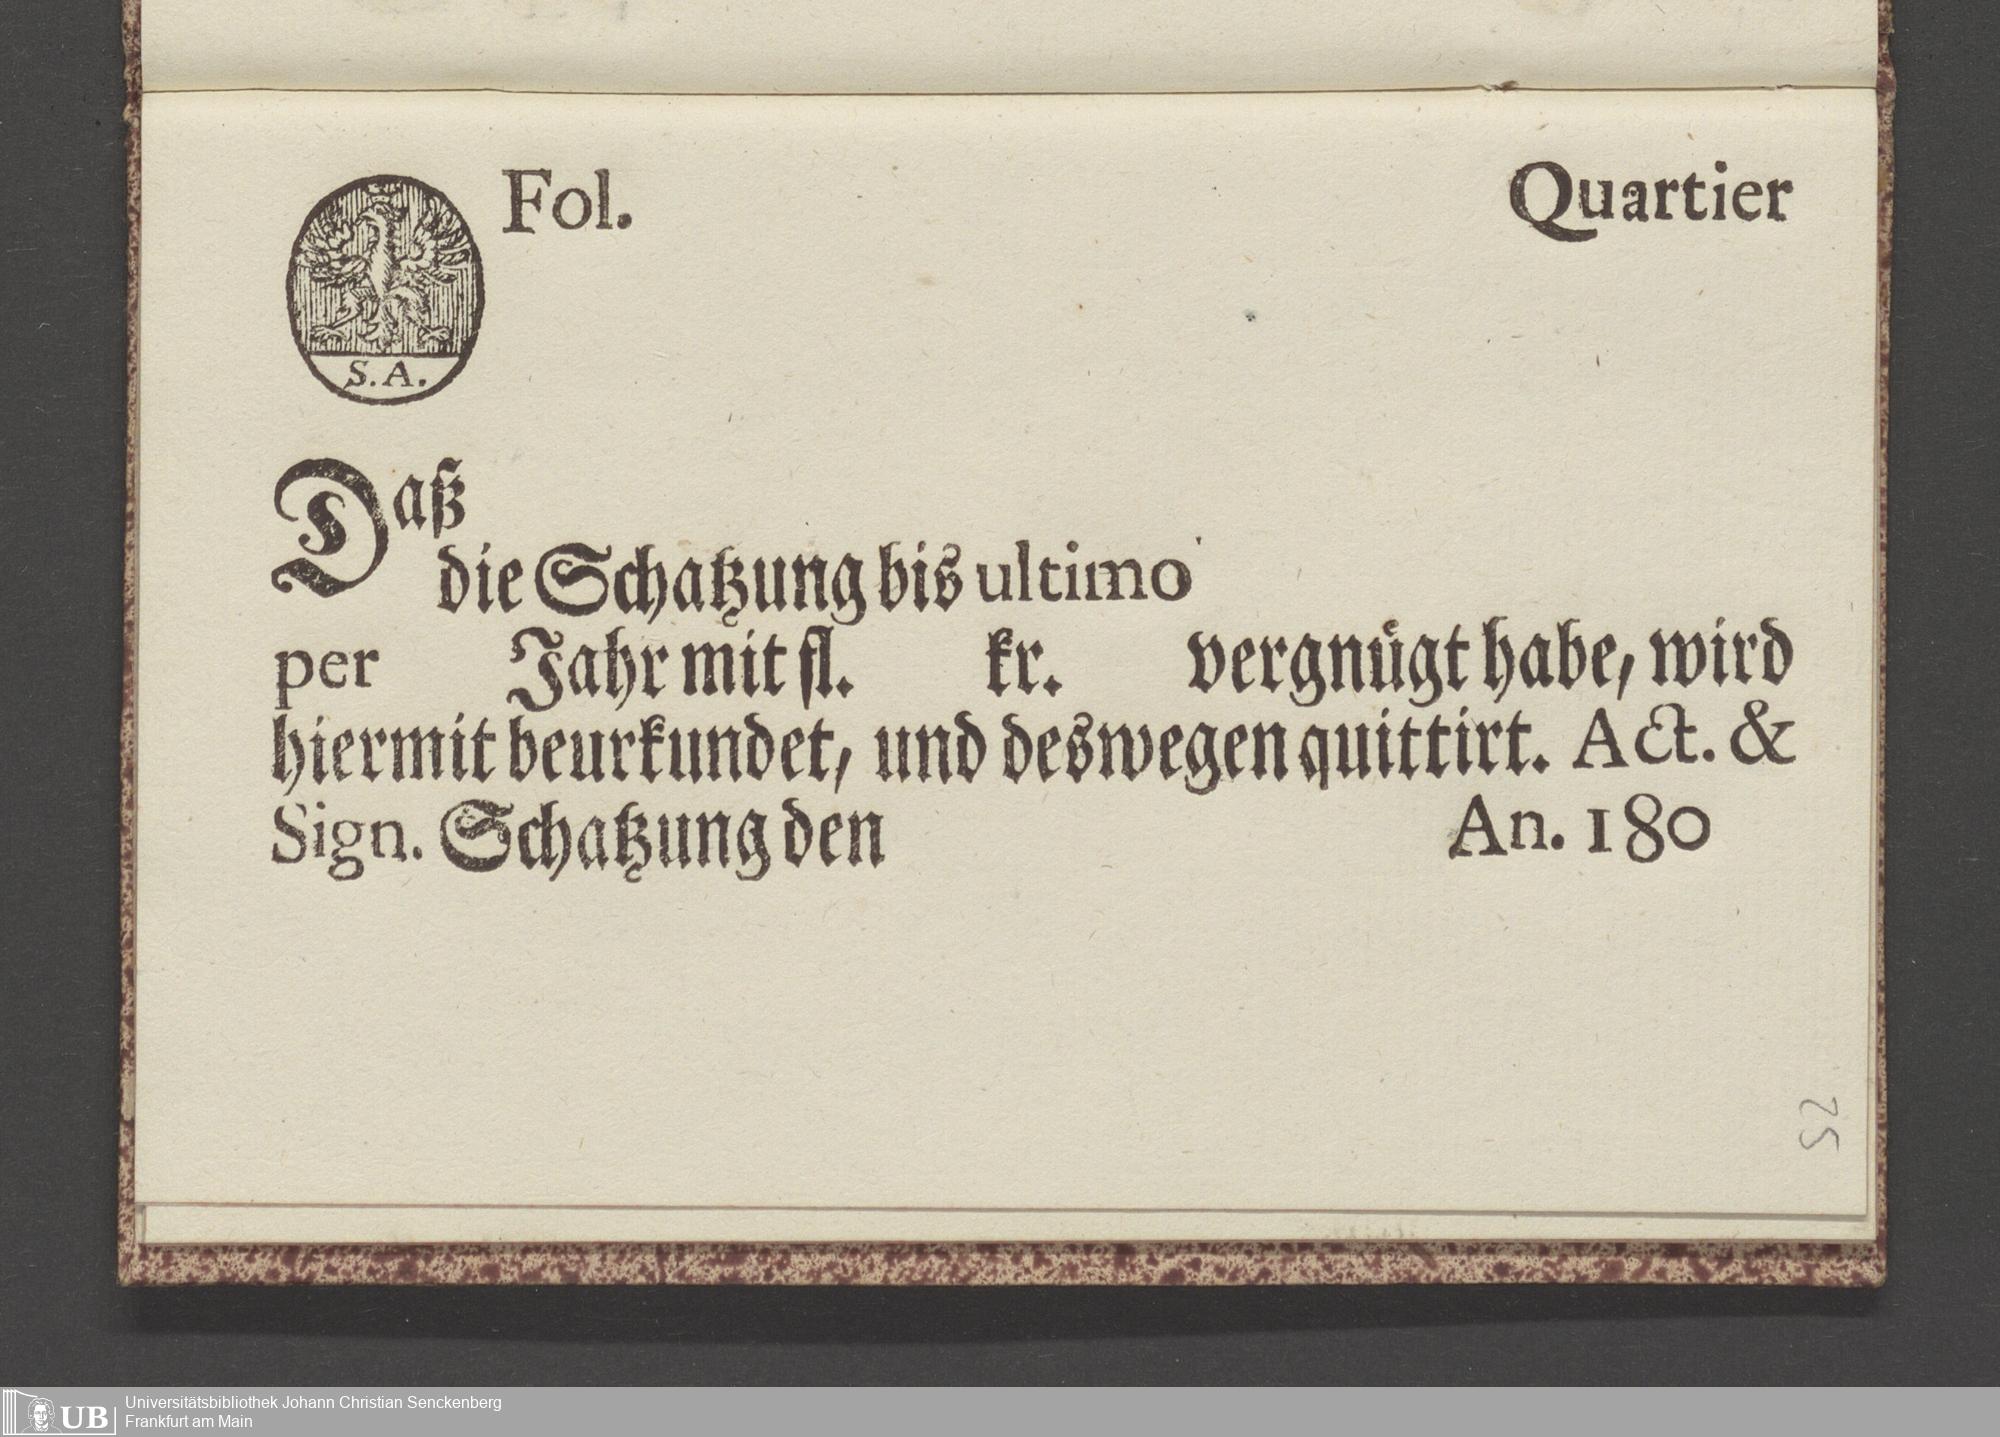 Fol. Quartier
S. A.
Daß
die Schatzung bis ultimo
per Jahr mit fl. kr. vergnügt habe, wird
hiermit beurkundet, und deswegen quittirt. Act. &
Sign. Schatzung den An. 180
25
UB Universitätsbibliothek Johann Christian Senckenberg
Frankfurt am Main